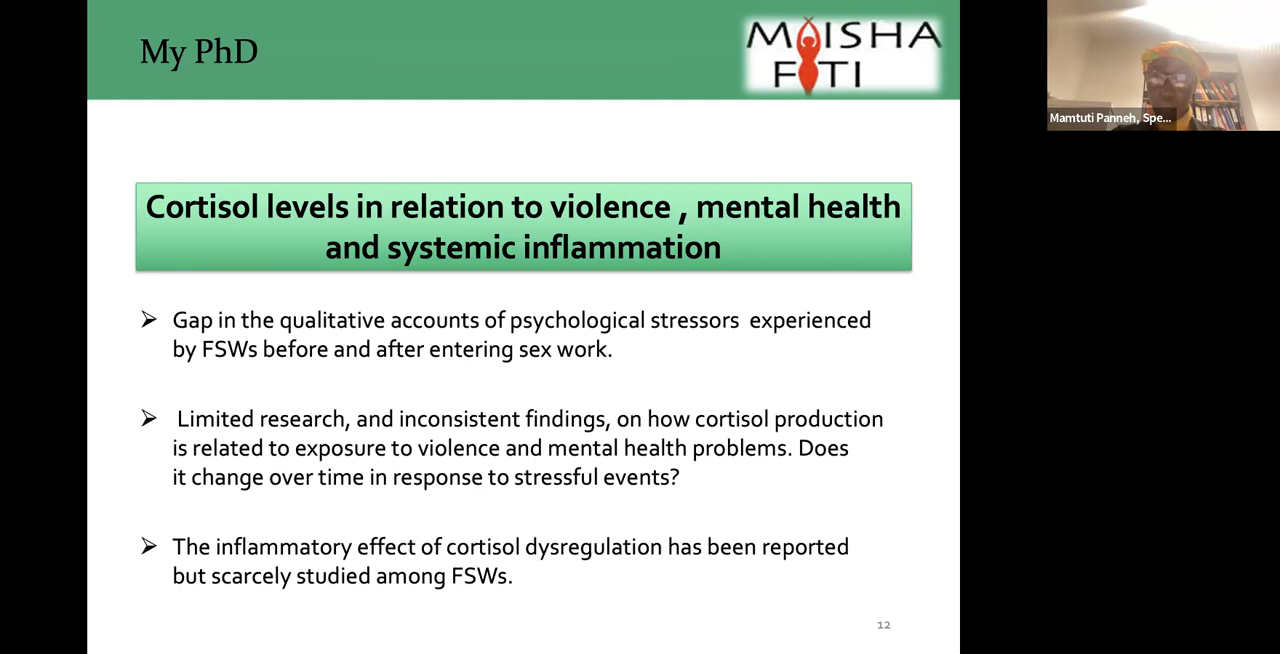 My PhD
MAISHA
FITI
Mamtuti Panneh, Spe...
Cortisol levels in relation to violence , mental health
and systemic inflammation
➢ Gap in the qualitative accounts of psychological stressors experienced
by FSWs before and after entering sex work.
➢ Limited research, and inconsistent findings, on how cortisol production
is related to exposure to violence and mental health problems. Does
it change over time in response to stressful events?
➢ The inflammatory effect of cortisol dysregulation has been reported
but scarcely studied among FSWs.
12